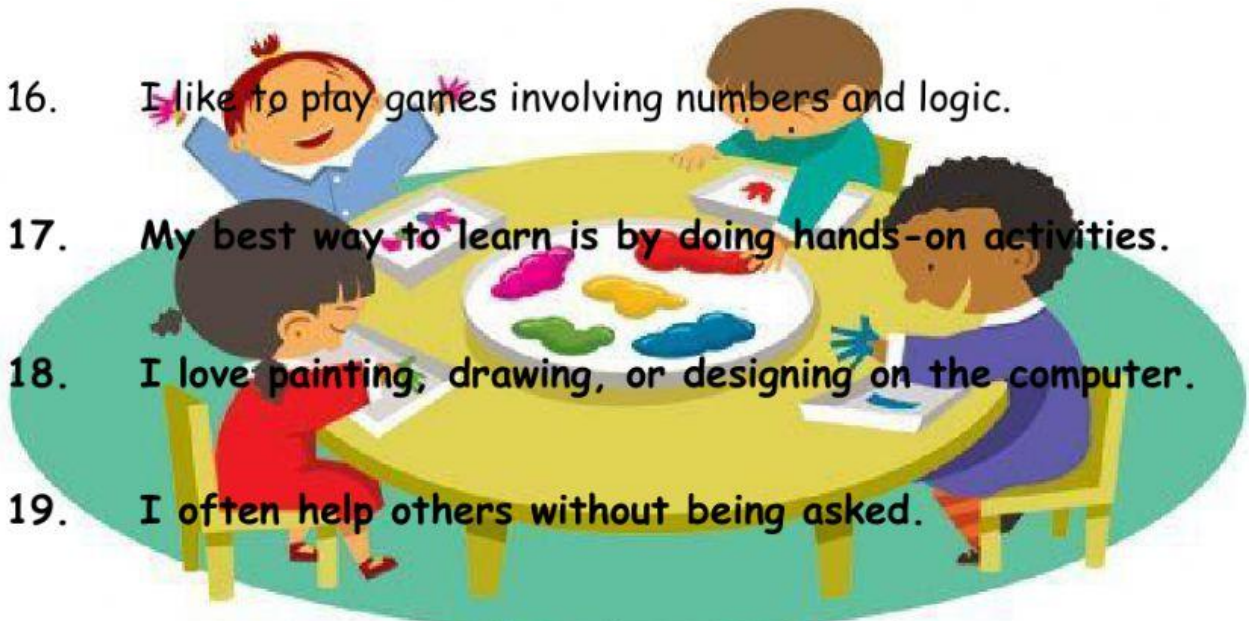 16. I like to play games involving numbers and logic.
17. My best way to learn is by doing hands-on activities.
18. I love painting, drawing, or designing on the computer.
19. I often help others without being asked.